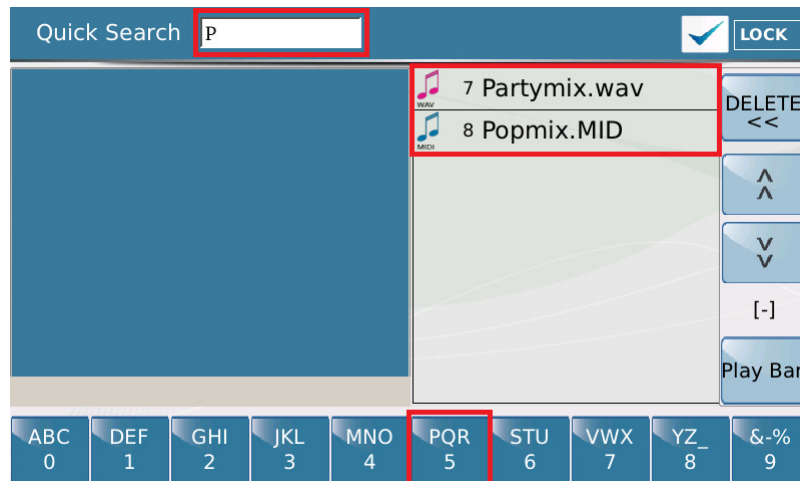 Quick Search P LOCK
WAV 7 Partymix.wav
MIDI 8 Popmix.MID
DELETE
<<
[-]
Play Bar
ABC DEF GHI JKL MNO PQR STU VWX YZ_ &-%
0 1 2 3 4 5 6 7 8 9